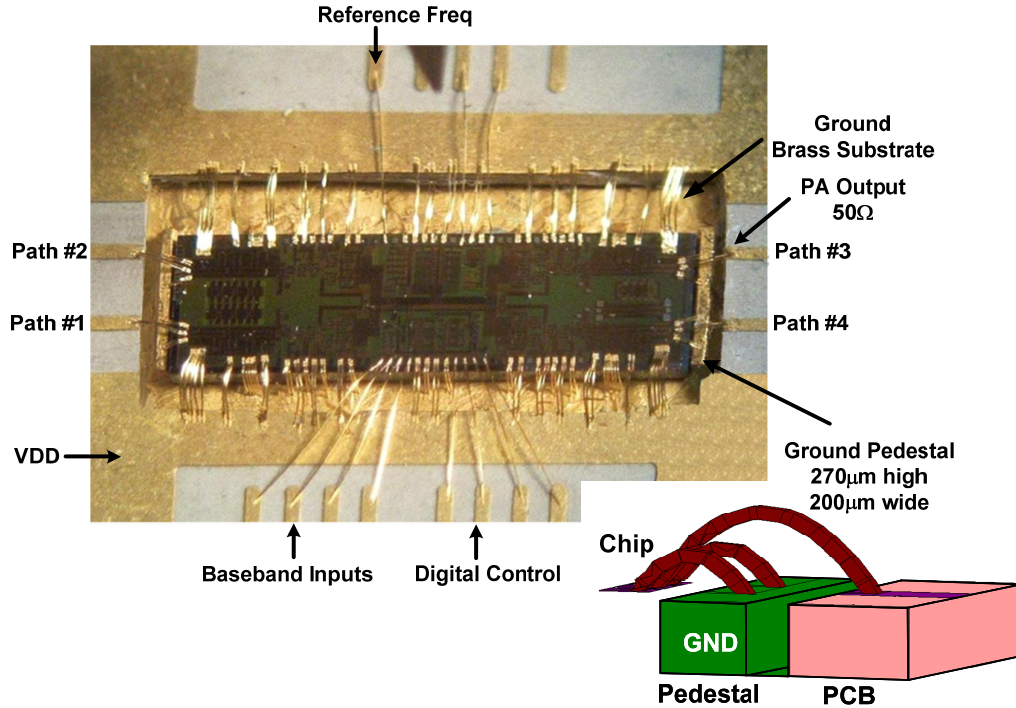 Reference Freq
Ground
Brass Substrate
PA Output
50Ω
Path #2
Path #3
Path #1
Path #4
VDD
Ground Pedestal
270μm high
200μm wide
Baseband Inputs
Digital Control
Chip
GND
Pedestal
PCB